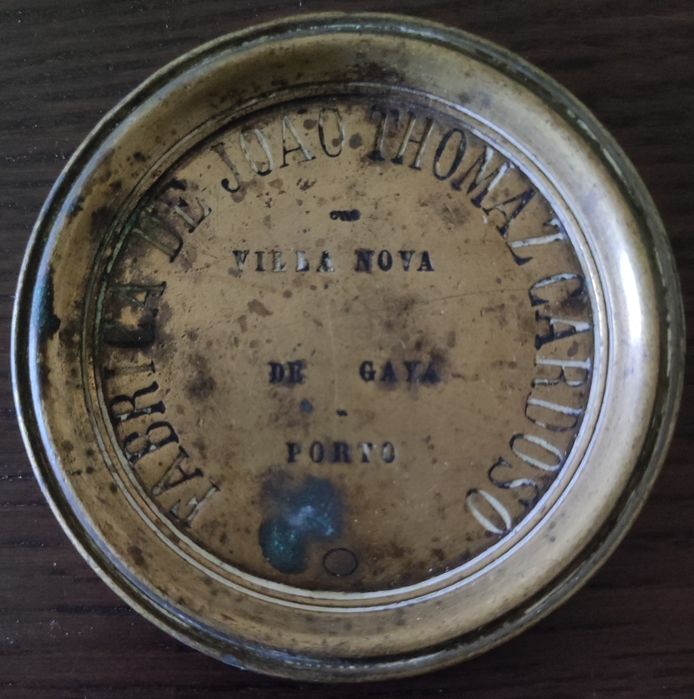 FABRICA DE JOAO THOMAZ CARDOSO
VILLA NOVA
DE GAYA
PORTO